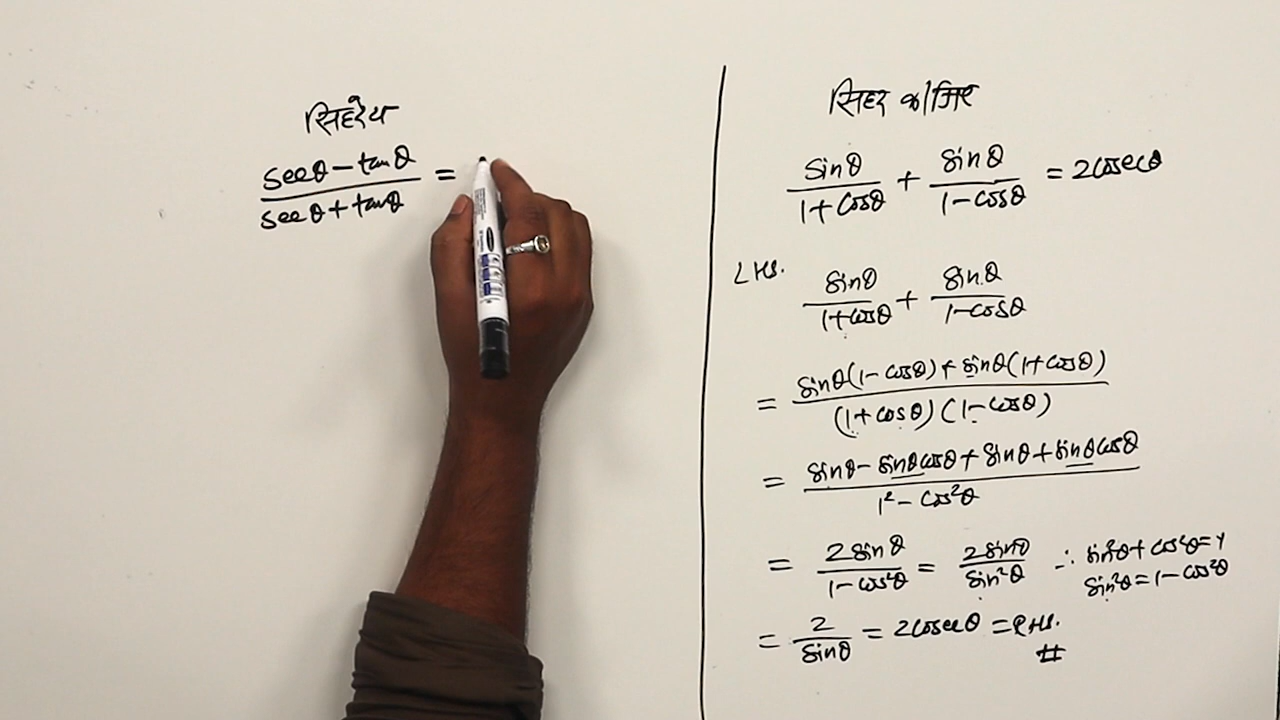 सिहरेय
secθ - tanθ / secθ + tanθ =
सिद्द कीजिए
sinθ / 1 + cosθ + sinθ / 1 - cosθ = 2cosecθ
LHS. sinθ / 1+cosθ + sinθ / 1-cosθ
= sinθ(1 - cosθ) + sinθ(1+cosθ) / (1+cosθ)(1-cosθ)
= sinθ - sinθcosθ + sinθ + sinθcosθ / 1² - cos²θ
= 2sinθ / 1-cos²θ = 2sinθ / sin²θ ∴ sin²θ + cos²θ = 1
sin²θ = 1 - cos²θ
= 2 / sinθ = 2cosecθ = RHS.
#